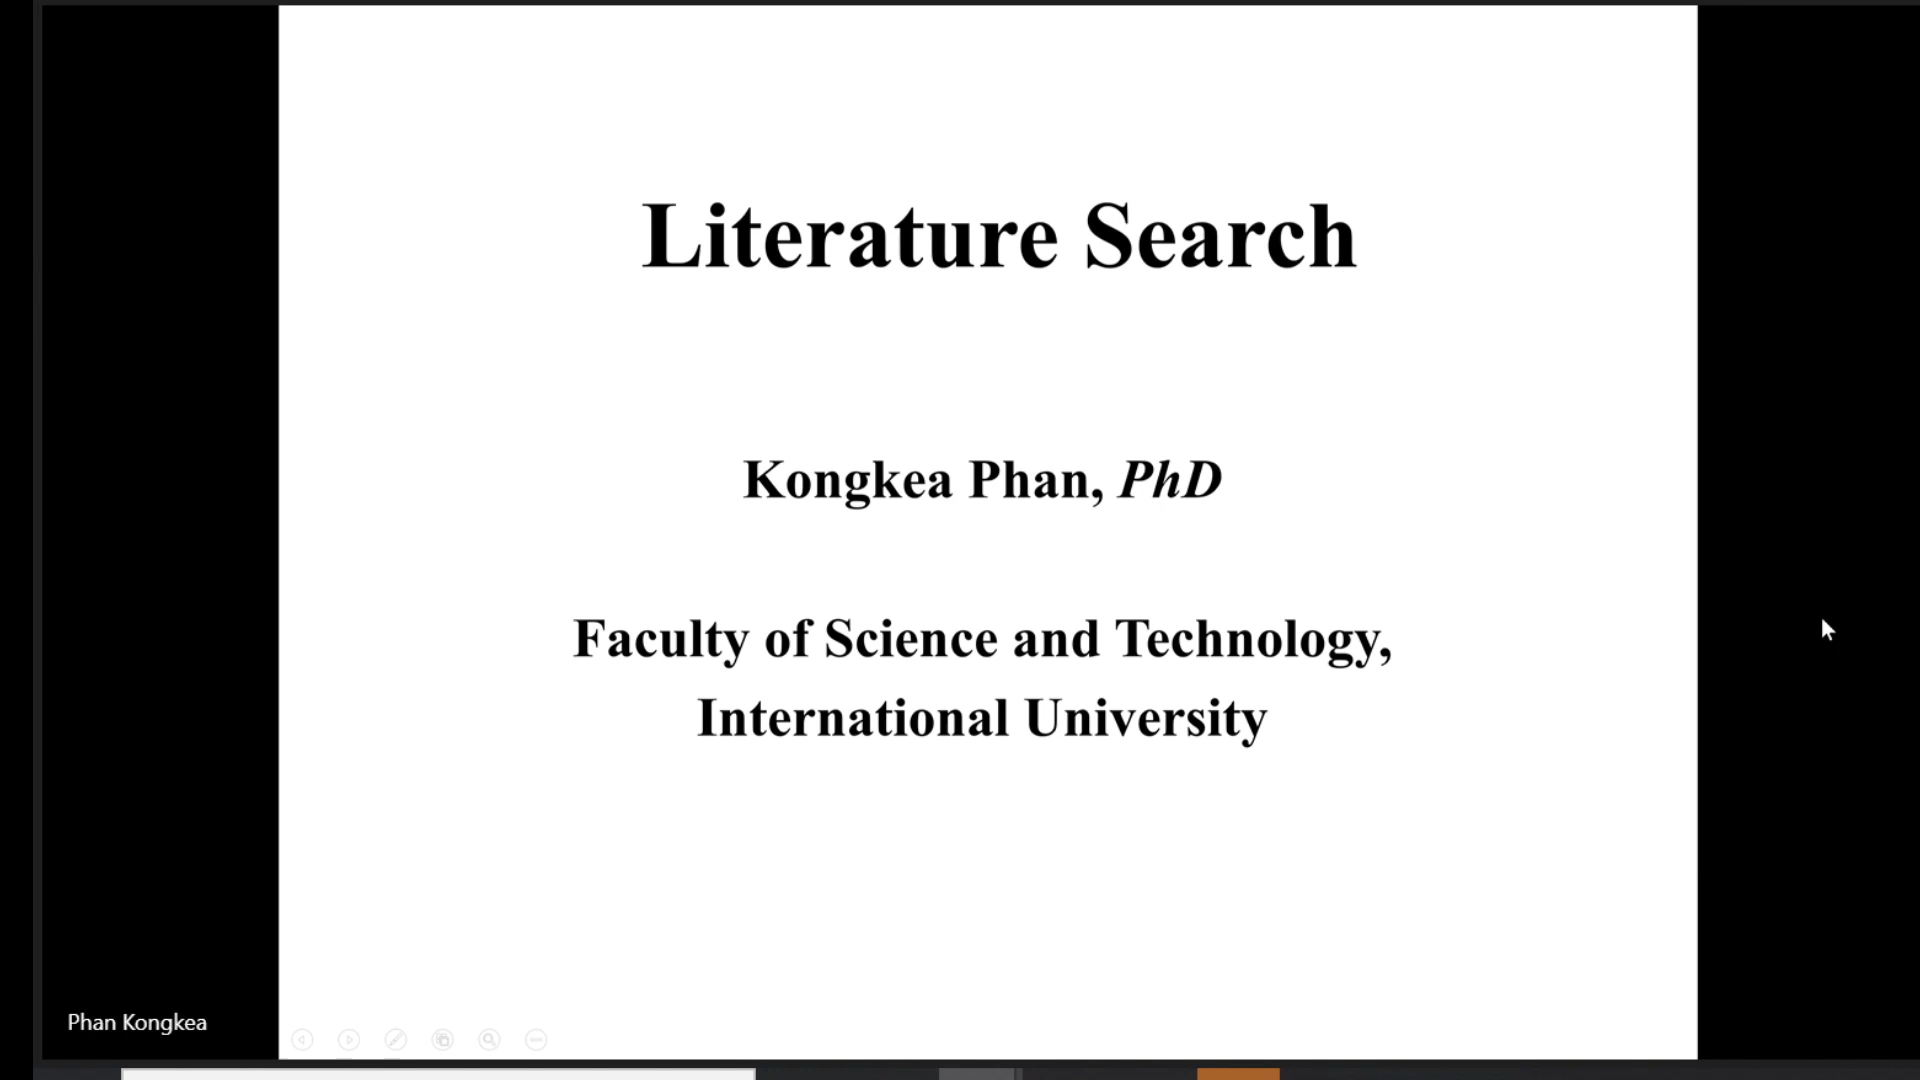 Literature Search
Kongkea Phan, PhD
Faculty of Science and Technology,
International University
Phan Kongkea